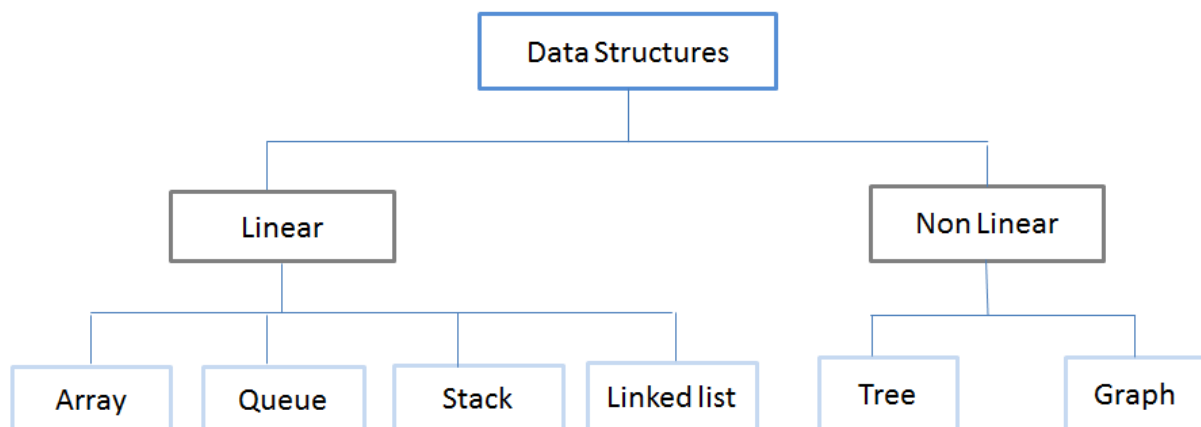 Data Structures
Linear
Non Linear
Array
Queue
Stack
Linked list
Tree
Graph